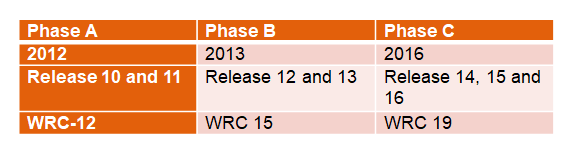 Phase A Phase B Phase C
2012 2013 2016
Release 10 and 11 Release 12 and 13 Release 14, 15 and
16
WRC-12 WRC 15 WRC 19